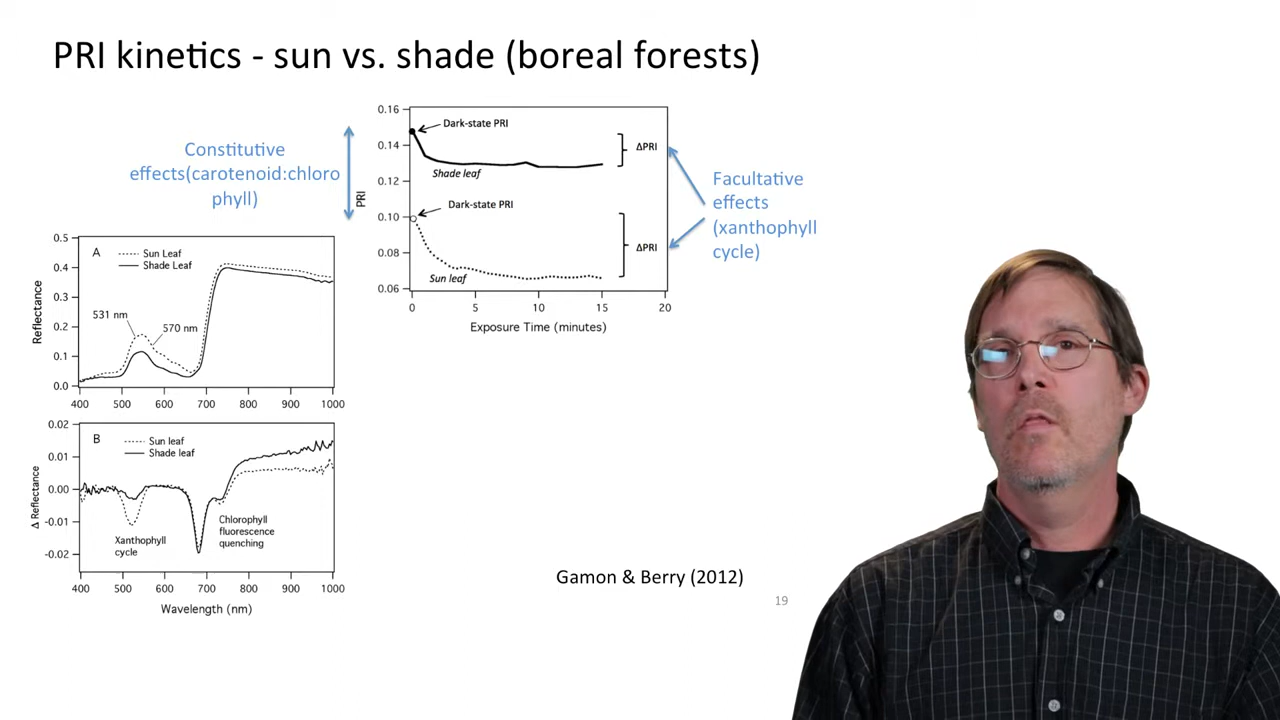 PRI kinetics - sun vs. shade (boreal forests)
Constitutive
effects(carotenoid:chloro
phyll)
0.16
0.14
0.12
0.10
0.08
0.06
PRI
Dark-state PRI
Shade leaf
ΔPRI
Dark-state PRI
Sun leaf
ΔPRI
0 5 10 15 20
Exposure Time (minutes)
Facultative
effects
(xanthophyll
cycle)
0.5
0.4
0.3
0.2
0.1
0.0
Reflectance
A
Sun Leaf
Shade Leaf
531 nm
570 nm
400 500 600 700 800 900 1000
0.02
0.01
0.00
-0.01
-0.02
Δ Reflectance
B
Sun leaf
Shade leaf
Xanthophyll
cycle
Chlorophyll
fluorescence
quenching
400 500 600 700 800 900 1000
Wavelength (nm)
Gamon & Berry (2012)
19